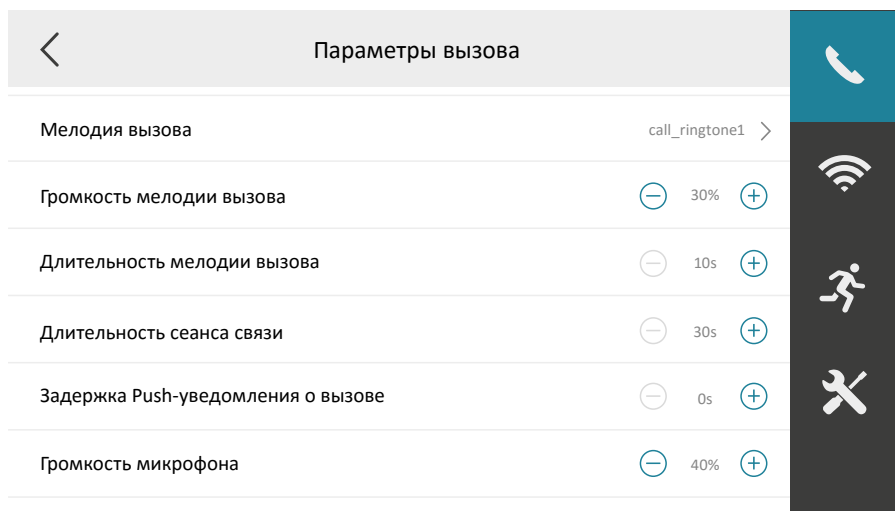 Параметры вызова
Мелодия вызова call_ringtone1
Громкость мелодии вызова 30%
Длительность мелодии вызова 10s
Длительность сеанса связи 30s
Задержка Push-уведомления о вызове 0s
Громкость микрофона 40%